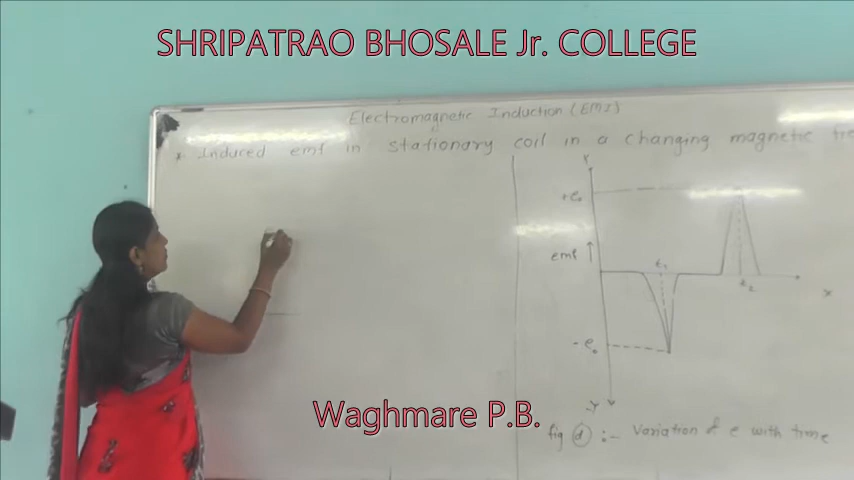 SHRIPATRAO BHOSALE Jr. COLLEGE
Electromagnetic Induction (EMI)
* Induced emf in stationary coil in a changing magnetic fie
Y
+e₀
emf ↑
t₁
t₂
X
-e₀
-Y
Waghmare P.B.
fig (d) :- Variation of e with time